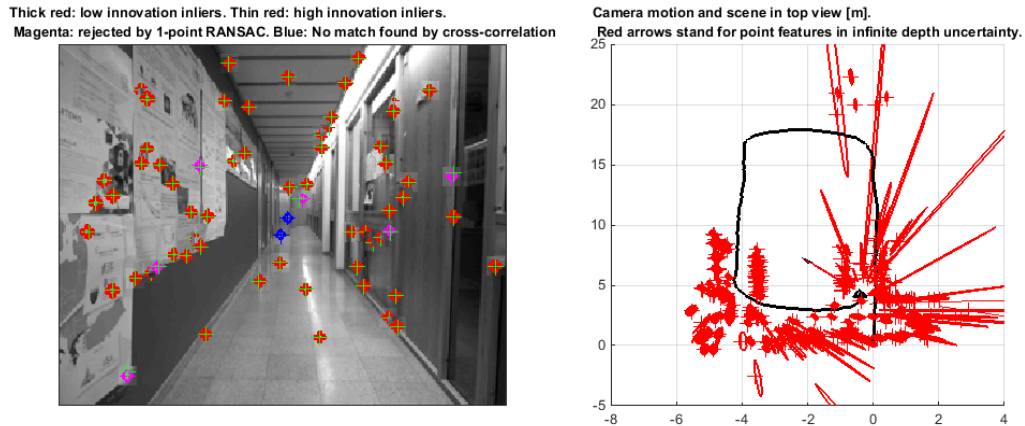 Thick red: low innovation inliers. Thin red: high innovation inliers.
Magenta: rejected by 1-point RANSAC. Blue: No match found by cross-correlation
Camera motion and scene in top view [m].
Red arrows stand for point features in infinite depth uncertainty.
25
20
15
10
5
0
-5
-8 -6 -4 -2 0 2 4